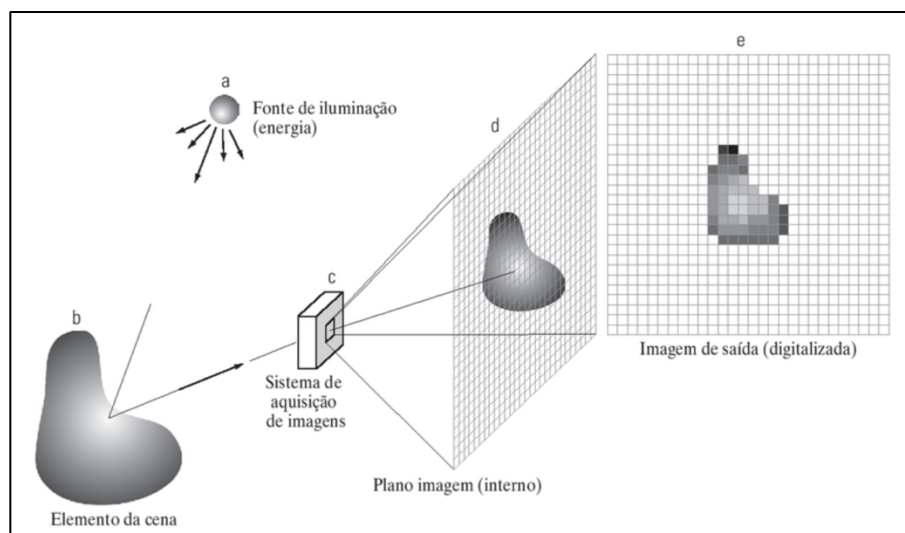 a
Fonte de iluminação
(energia)
b
Elemento da cena
c
Sistema de
aquisição
de imagens
d
Plano imagem (interno)
e
Imagem de saída (digitalizada)